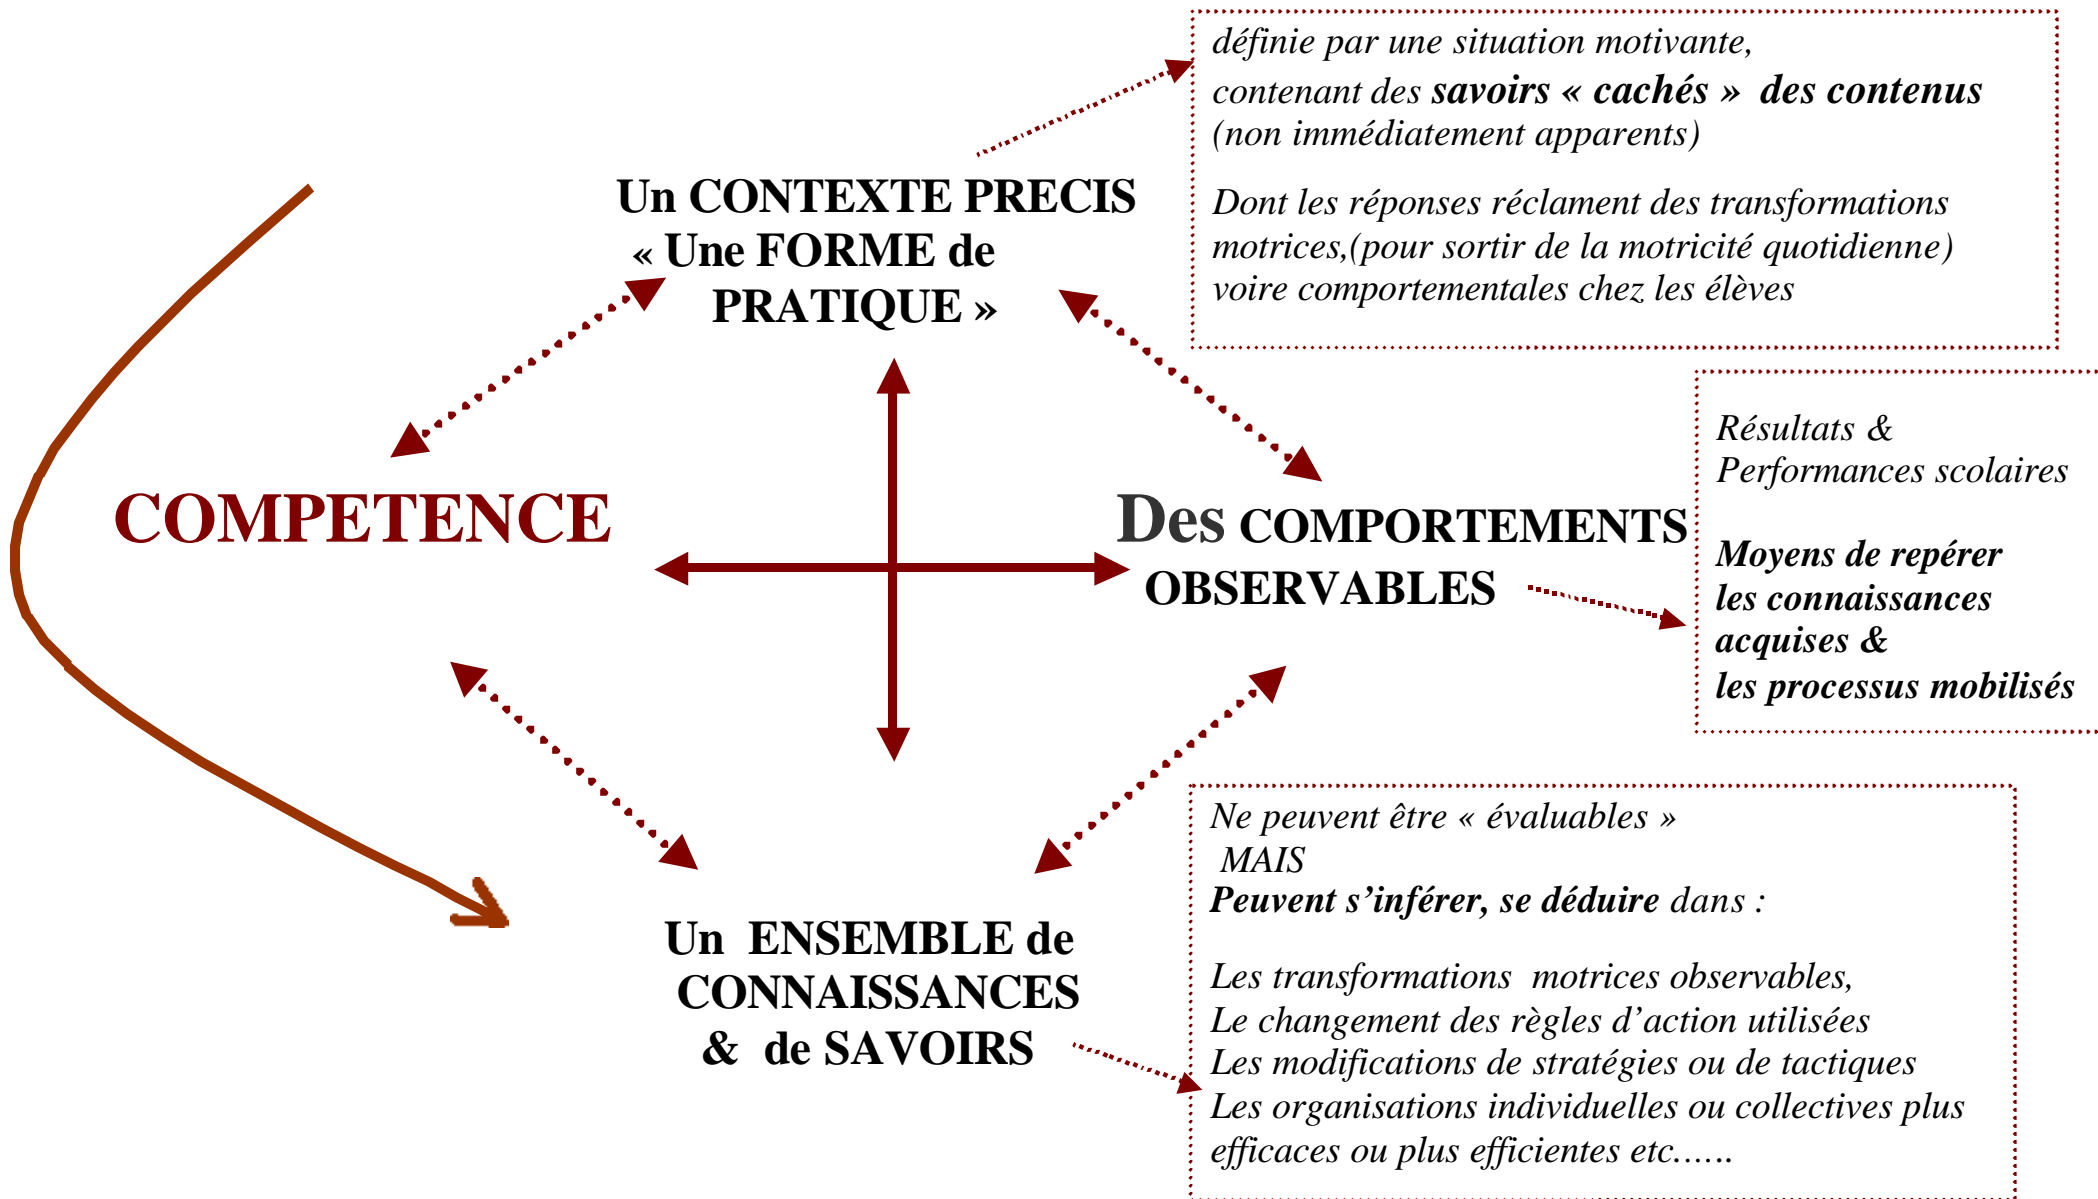 définie par une situation motivante,
contenant des savoirs « cachés »  des contenus
(non immédiatement apparents)
Dont les réponses réclament des transformations
motrices,(pour sortir de la motricité quotidienne)
voire comportementales chez les élèves
Un CONTEXTE PRECIS
« Une FORME de
PRATIQUE »
COMPETENCE
Des COMPORTEMENTS
OBSERVABLES
Résultats &
Performances scolaires
Moyens de repérer
les connaissances
acquises &
les processus mobilisés
Un  ENSEMBLE de
CONNAISSANCES
&  de SAVOIRS
Ne peuvent être « évaluables »
MAIS
Peuvent s’inférer, se déduire dans :
Les transformations  motrices observables,
Le changement des règles d’action utilisées
Les modifications de stratégies ou de tactiques
Les organisations individuelles ou collectives plus
efficaces ou plus efficientes etc……